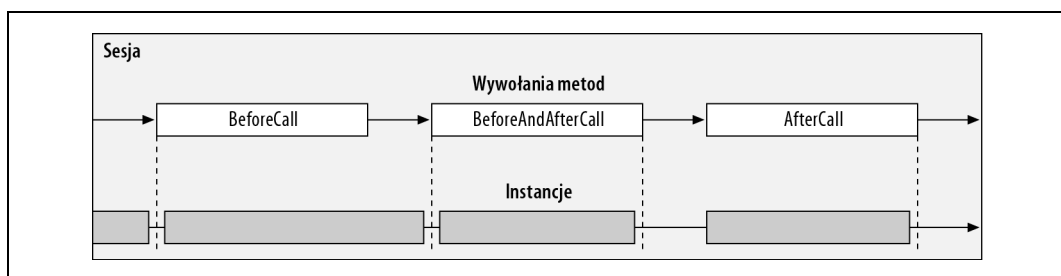 Sesja
Wywołania metod
BeforeCall BeforeAndAfterCall AfterCall
Instancje